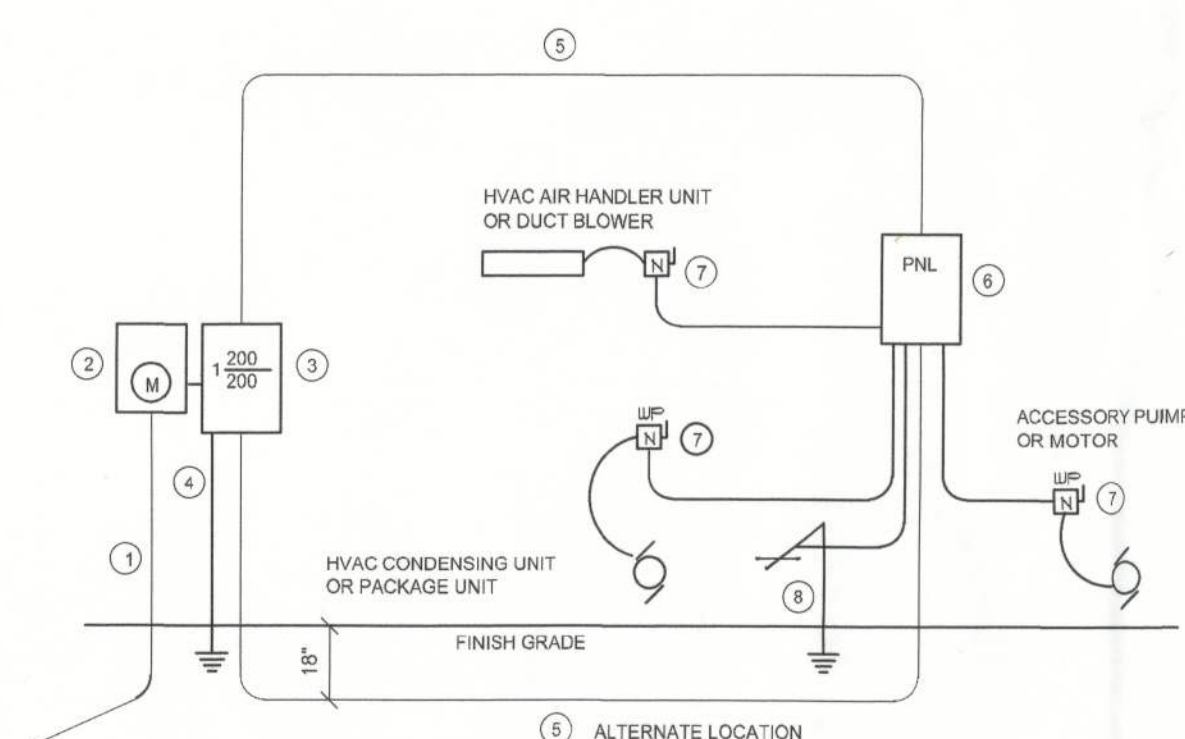 5
HVAC AIR HANDLER UNIT
OR DUCT BLOWER
N
7
PNL
6
2
M
1 200
200
3
WP
N
7
ACCESSORY PUIMP
OR MOTOR
WP
N
7
4
1
HVAC CONDENSING UNIT
OR PACKAGE UNIT
8
FINISH GRADE
18"
5 ALTERNATE LOCATION